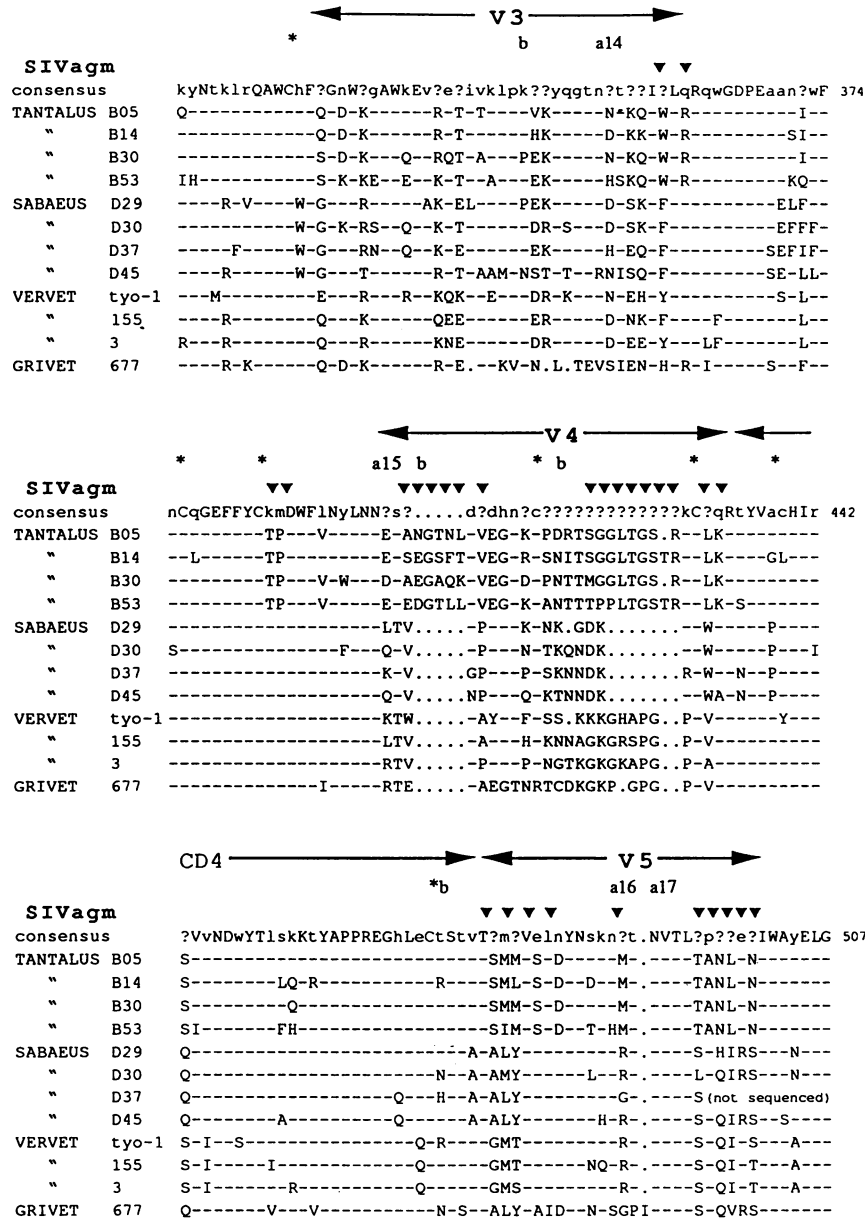 V 3
* b a14
▼ ▼
SIVagm
consensus kyNtklrQAWChF?GnW?gAWkEv?e?ivklpk??yqgtn?t??I?LqRqwGDPEaan?wF 374
TANTALUS B05 Q------------Q-D-K------R-T-T----VK-----N-KQ-W-R---------I--
" B14 -------------Q-D-K------R-T------HK-----D-KK-W-R--------SI--
" B30 -------------S-D-K---Q--RQT-A---PEK-----D-KQ-W-R---------I--
" B53 IH-----------S-K-KE--E--K-T--A---EK-----HSKQ-W-R--------KQ--
SABAEUS D29 ----R-V----W-G---R-----AK-EL---PEK-----D-SK-F----------ELF--
" D30 -----------W-G-KRS--Q--K-T------DR-S---D-SK-F----------EFFF-
" D37 -----F-----W-G---RN-Q--K-E------EK-----H-EQ-F---------SEFIF-
" D45 ----R------W-G---T------R-TAAM-NST-T--RNISQ-F---------SE-LL-
VERVET tyo-1 ---M---------E---R---R--KQK--E---DR-K---N-EH-Y----------S-L--
" 155 ----R--------Q---K------QEE------ER-----D-NK-F----F-------L--
" 3 R---R--------Q---K------KNE------DR-----D-EE-Y---LF-------L--
GRIVET 677 ----R-K------Q-D-K------R-E.--KV-N.L.TEVSIEN-H-R-I-----S--F--
V 4
* * a15 b * b * *
▼▼ ▼▼▼▼▼ ▼ ▼▼▼▼▼▼▼▼ ▼▼
SIVagm
consensus nCqGEFFYCkmDWFlNyLNN?s?.....d?dhn?c??????????????kC?qRtYVacHIr 442
TANTALUS B05 ---------TP---V-----E-ANGTNL-VEG-K-PDRTSGGLTGS.R--LK----------
" B14 --L------------------E-SEGSFT-VEG-R-SNITSGGLTGSTR--LK-----GL---
" B30 ---------TP---V-W---D-AEGAQK-VEG-D-PNTTMGGLTGSTR--LK----------
" B53 ---------TP---V-----E-EDGTLL-VEG-K-ANTTTPPLTGSTR--LK-S--------
SABAEUS D29 --------------------LTV.....-P---K-NK.GDK.......--W-----P-----
" D30 S-------------F-----Q-V.....-P---N-TKQNDK.......--W-----P---I
" D37 --------------------K-V.....GP---P-SKNNDK.......R-W--N--P-----
" D45 --------------------Q-V.....NP---Q-KTNNDK.......--WA-N--P-----
VERVET tyo-1 --------------------KTW.....-AY--F-SS.KKKGHAPG..P-V-------Y---
" 155 --------------------LTV.....-A---H-KNNAGKGRSPG..P-V-----------
" 3 --------------------RTV.....-P---P-NGTKGKGKAPG..P-A-----------
GRIVET 677 -------------I------RTE.....-AEGTNRTCDKGKP.GPG..P-V-----------
CD4 V 5
*b a16 a17
▼ ▼ ▼ ▼ ▼ ▼▼▼▼▼
SIVagm
consensus ?VvNDwYTlskKtYAPPREGhLeCtStvT?m?VelnYNskn?t.NVTL?p??e?IWAyELG 507
TANTALUS B05 S----------------------------SMM-S-D------M-.----TANL-N-------
" B14 S--------LQ-R-----------R----SML-S-D---D--M-.----TANL-N-------
" B30 S---------Q------------------SMM-S-D------M-.----TANL-N-------
" B53 SI-------FH------------------SIM-S-D--T-HM-.----TANL-N-------
SABAEUS D29 Q--------------------------A-ALY---------R-.----S-HIRS---N---
" D30 Q-----------------------N--A-AMY------L--R-.----L-QIRS---N---
" D37 Q-------------------Q---H--A-ALY---------G-.----S(not sequenced)
" D45 Q---------A---------Q------A-ALY-------H-R-.----S-QIRS--S----
VERVET tyo-1 S-I--W---------------Q-R----GMT----------R-.----S-QI-S---A---
" 155 S-I-----I------------Q------GMT-------NQ-R-.----S-QI-T---A---
" 3 S-I-------R----------Q------GMS----------R-.----S-QI-T---A---
GRIVET 677 Q-------V---V-----------N-S--ALY-AID--N-SGPI----S-QVRS-------